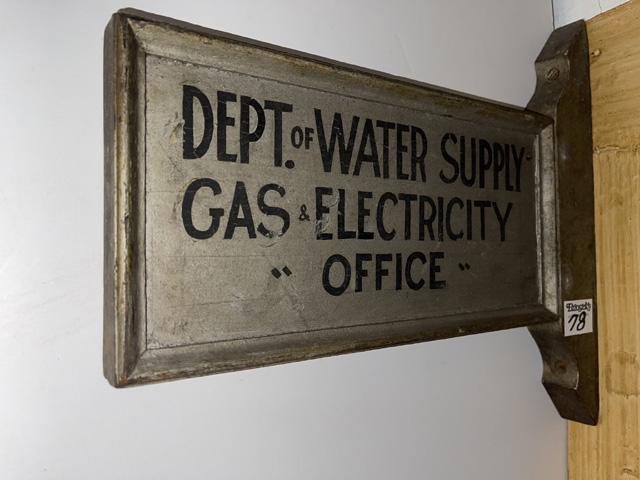 DEPT. OF WATER SUPPLY
GAS & ELECTRICITY
" OFFICE "
78